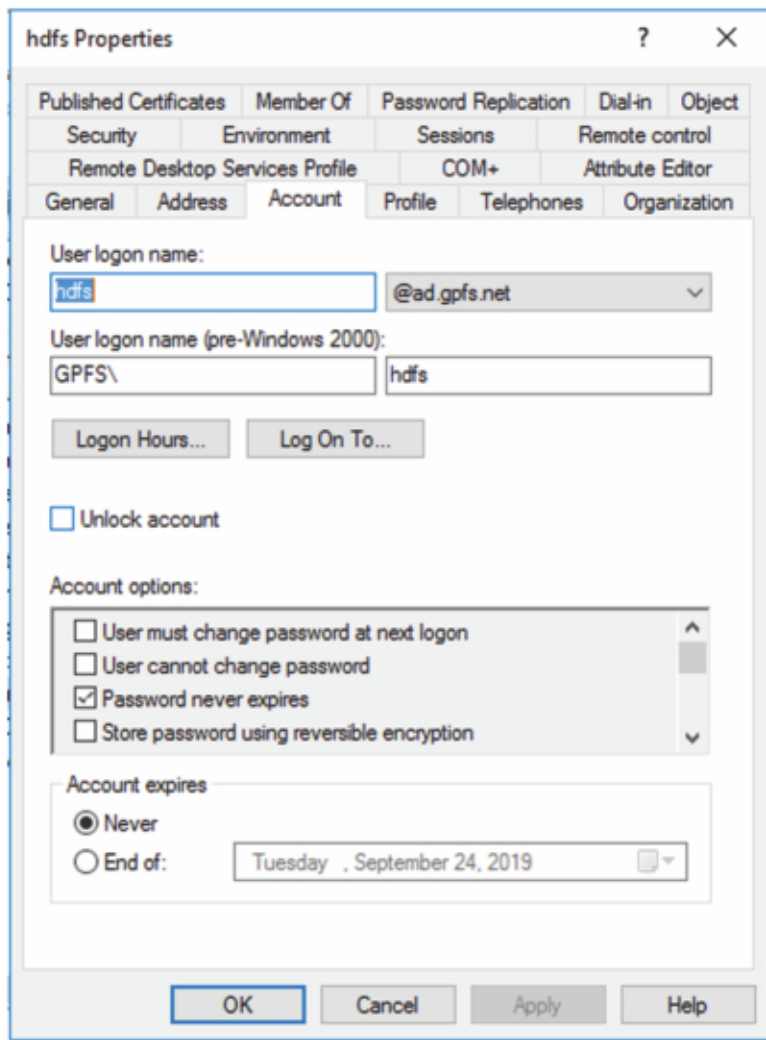 hdfs Properties ?
Published Certificates Member Of Password Replication Dial-in Object
Security Environment Sessions Remote control
Remote Desktop Services Profile COM+ Attribute Editor
General Address Account Profile Telephones Organization
User logon name:
hdfs @ad.gpfs.net
User logon name (pre-Windows 2000):
GPFS\ hdfs
Logon Hours... Log On To...
Unlock account
Account options:
User must change password at next logon
User cannot change password
Password never expires
Store password using reversible encryption
Account expires
Never
End of: Tuesday , September 24, 2019
OK Cancel Apply Help